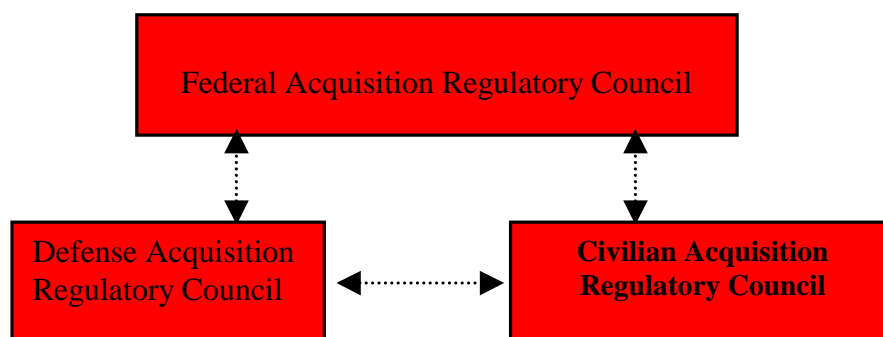 Federal Acquisition Regulatory Council
Defense Acquisition
Regulatory Council
Civilian Acquisition
Regulatory Council